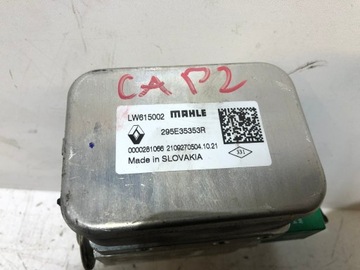 CAP2
LW615002 MAHLE
295E35353R
0000281066 2109270504.10.21
Made in SLOVAKIA